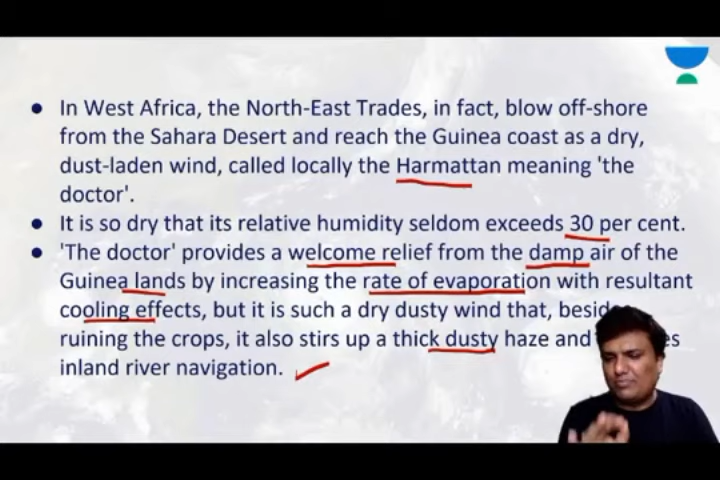 In West Africa, the North-East Trades, in fact, blow off-shore
from the Sahara Desert and reach the Guinea coast as a dry,
dust-laden wind, called locally the Harmattan meaning 'the
doctor'.
It is so dry that its relative humidity seldom exceeds 30 per cent.
'The doctor' provides a welcome relief from the damp air of the
Guinea lands by increasing the rate of evaporation with resultant
cooling effects, but it is such a dry dusty wind that,
ruining the crops, it also stirs up a thick dusty haze and
inland river navigation.